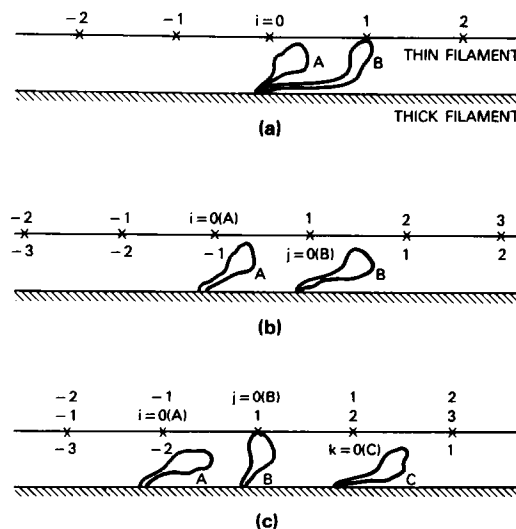 -2 -1 i=0 1 2
A B THIN FILAMENT
THICK FILAMENT
(a)
-2 -1 i=0(A) 1 2 3
-3 -2 -1 j=0(B) 1 2
A B
(b)
-2 -1 j=0(B) 1 2
-1 i=0(A) 1 2 3
-3 -2 k=0(C) 1
A B C
(c)